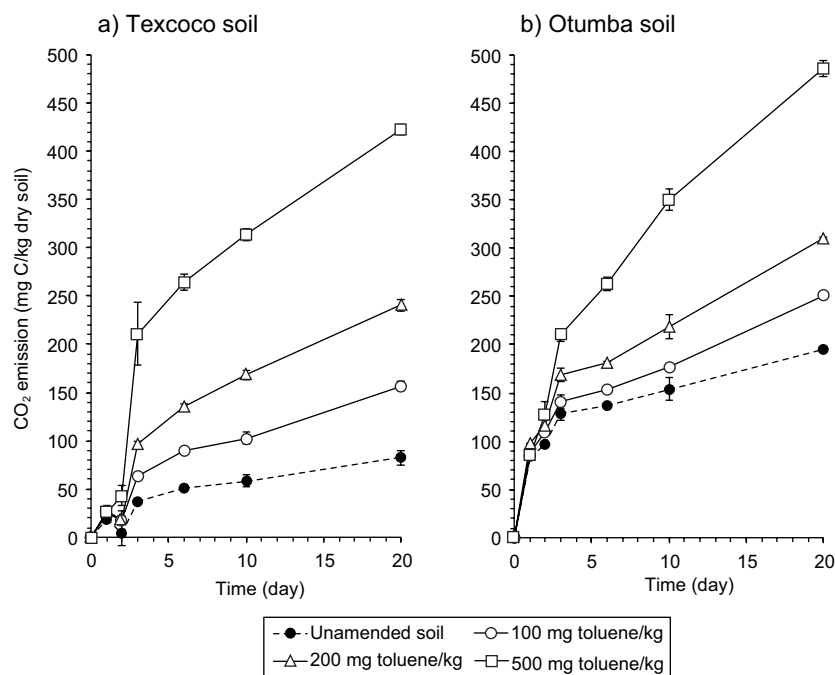 a) Texcoco soil
b) Otumba soil
CO₂ emission (mg C/kg dry soil)
500
450
400
350
300
250
200
150
100
50
0
0 5 10 15 20
Time (day)
500
450
400
350
300
250
200
150
100
50
0
0 5 10 15 20
Time (day)
Unamended soil 100 mg toluene/kg
200 mg toluene/kg 500 mg toluene/kg